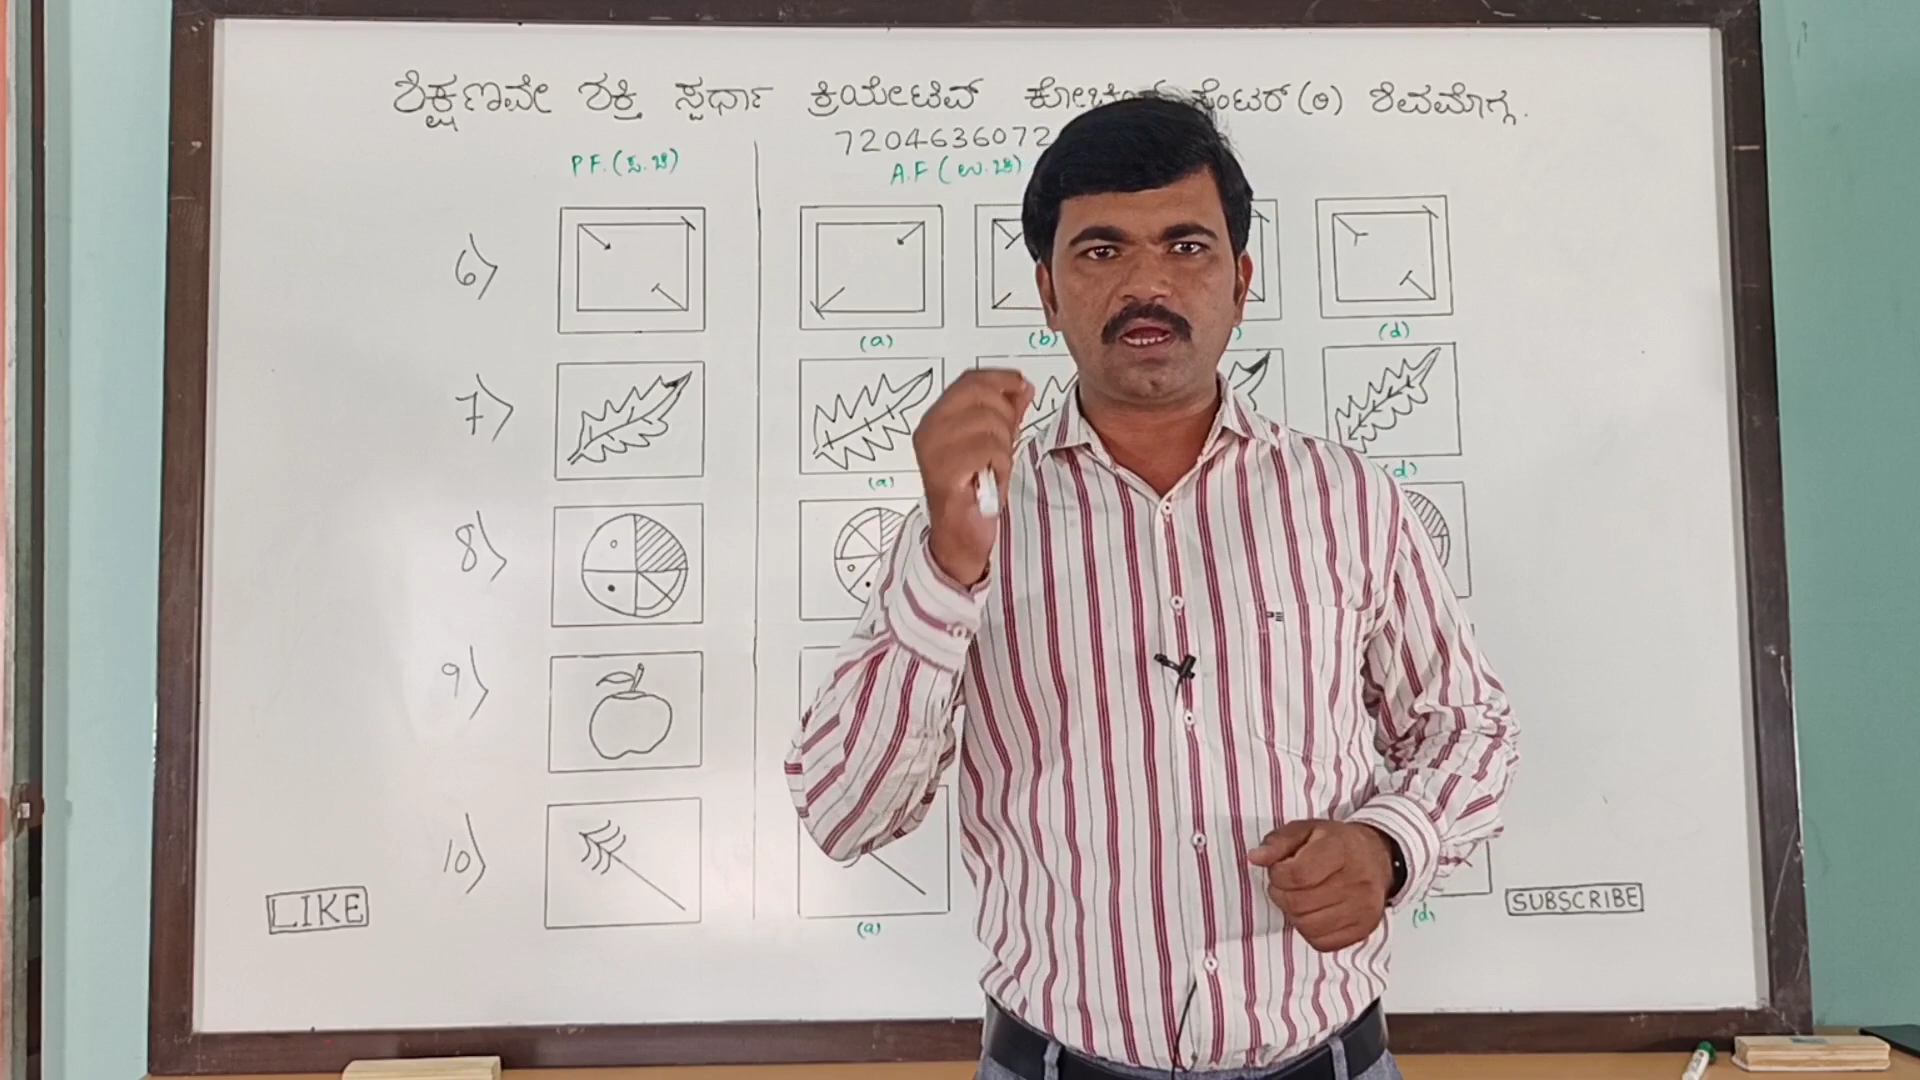 ಶಿಕ್ಷಣವೇ ಶಕ್ತಿ ಸ್ಪರ್ಧಾ ಕ್ರಿಯೇಟಿವ್ ಸೆಂಟರ್ (ರಿ) ಶಿವಮೊಗ್ಗ.
7204636072
P.F. (ಪ.ಚಿ) A.F (ಉ.ಚಿ)
6)
(a) (b) (d)
7)
(a) (d)
8)
9)
10)
(a) (d)
LIKE SUBSCRIBE